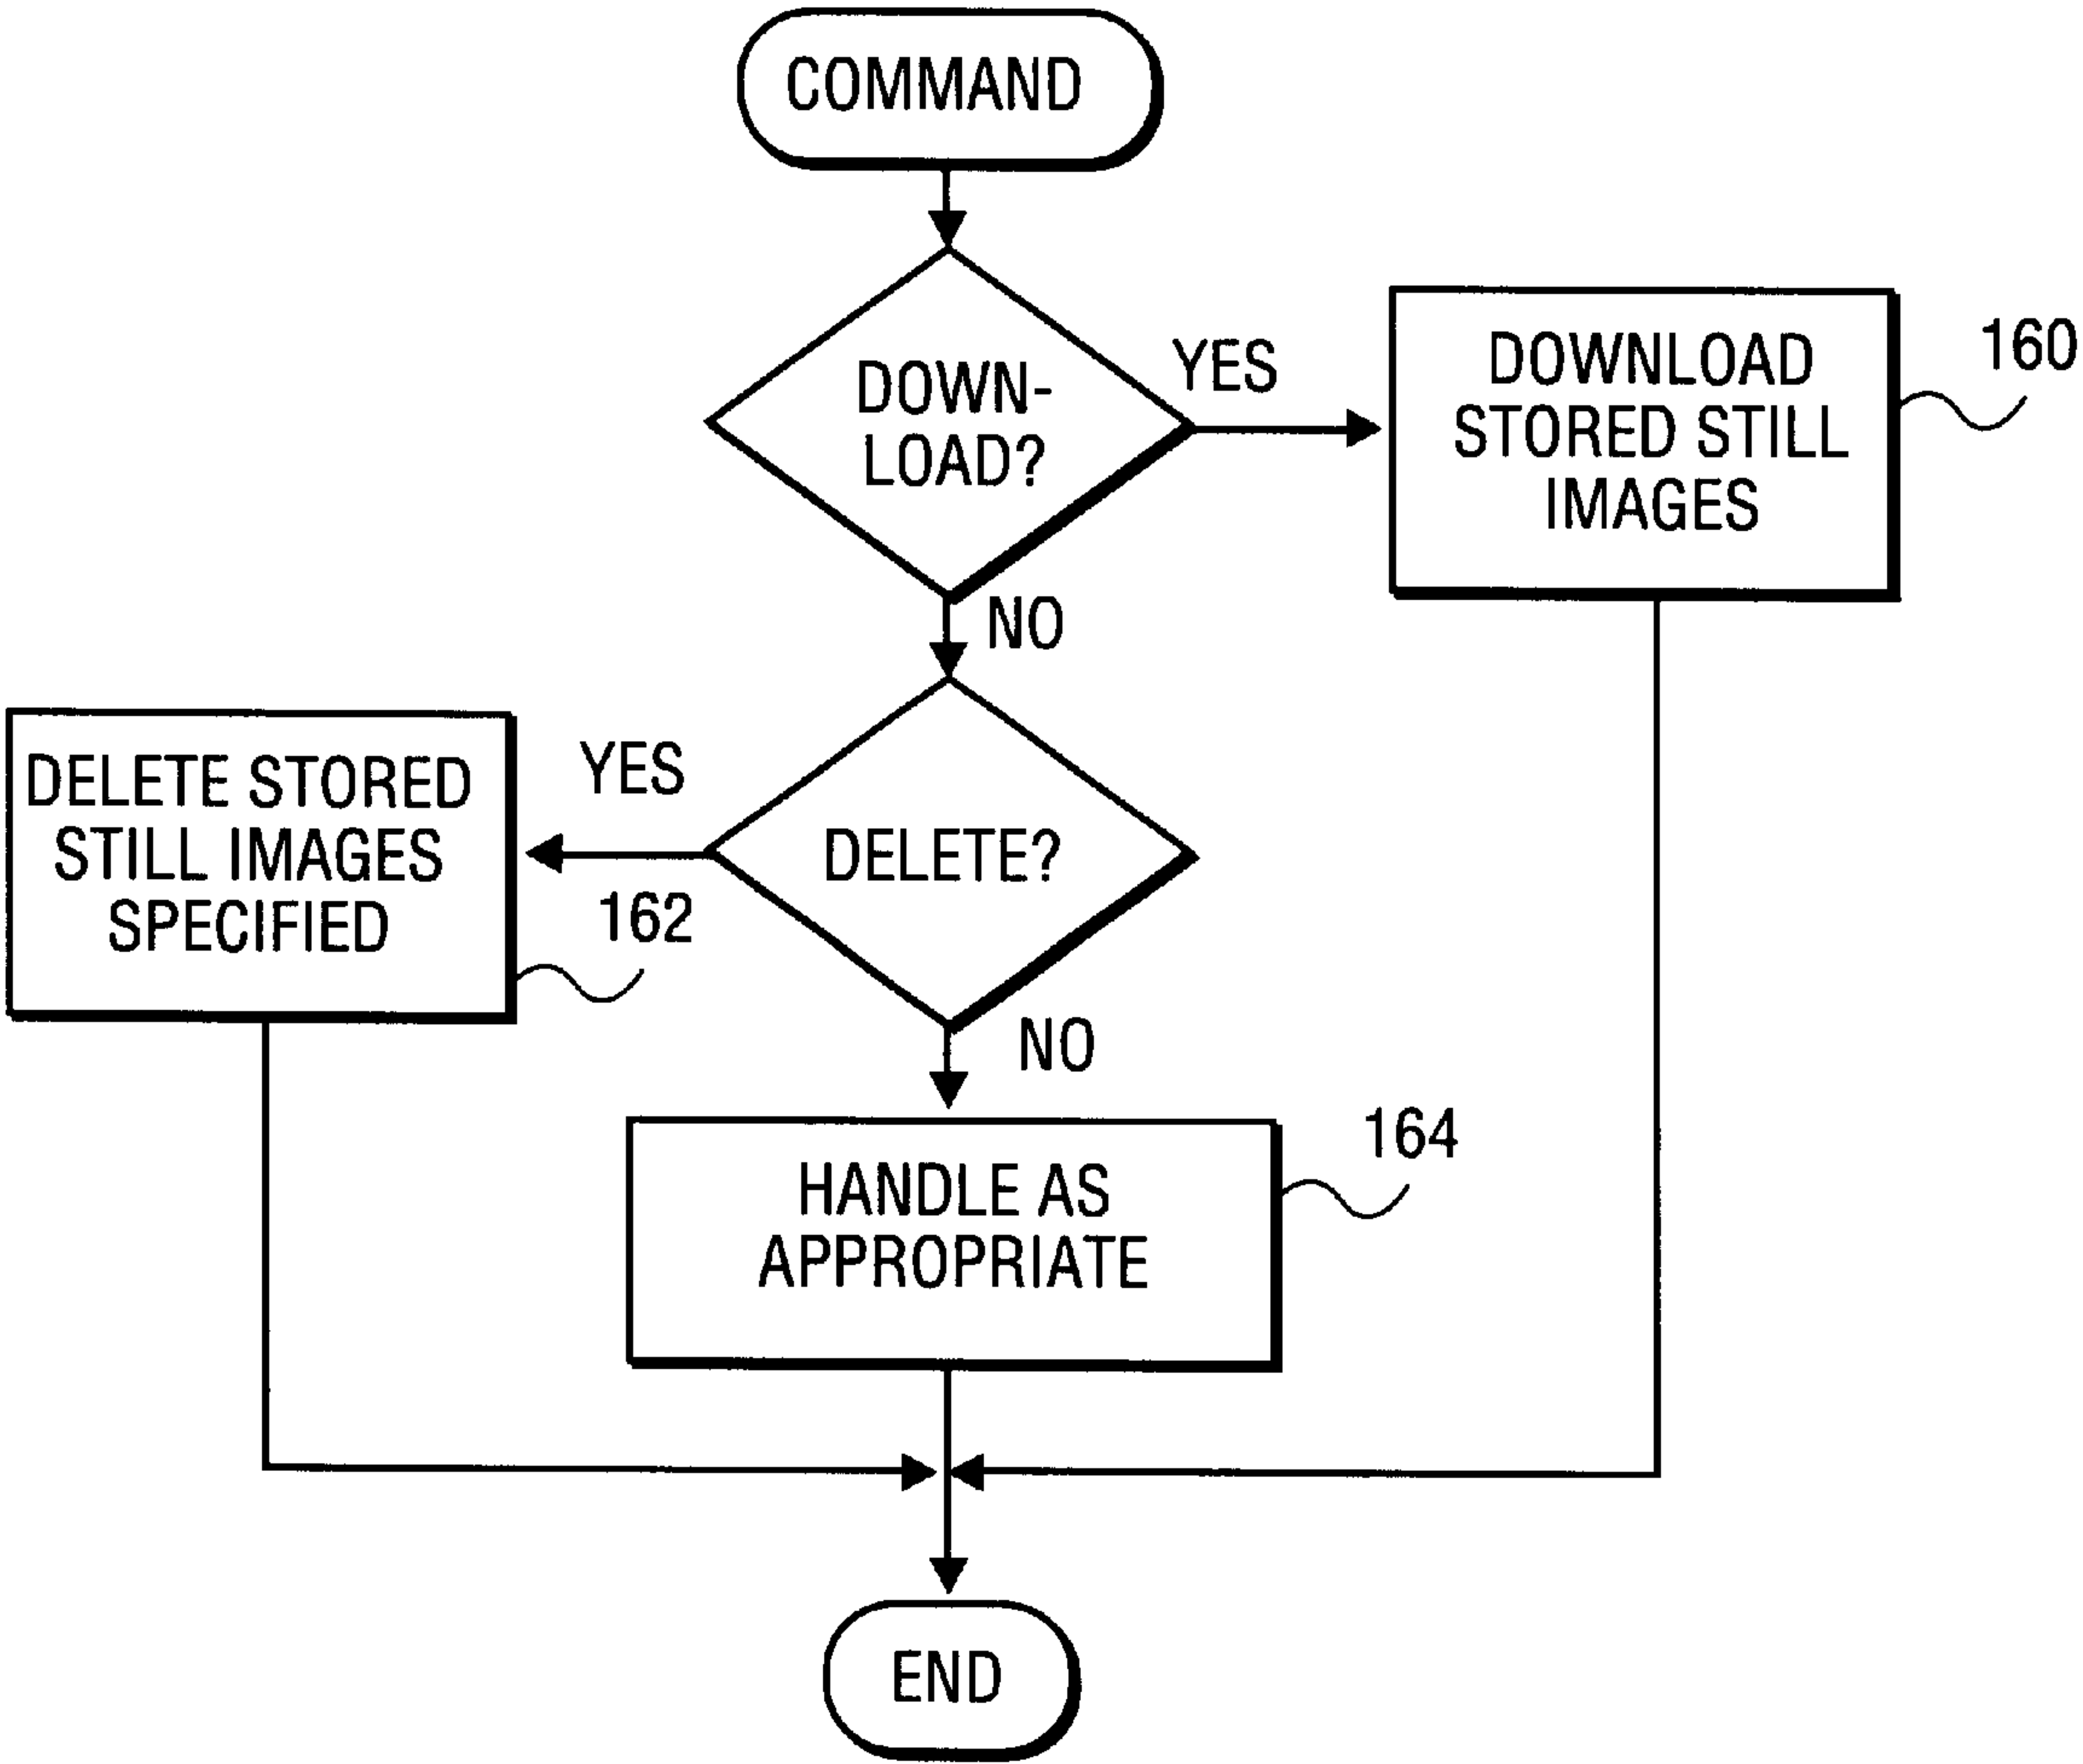 COMMAND
DOWN-
LOAD?
YES
DOWNLOAD
STORED STILL
IMAGES
160
NO
DELETE?
YES
DELETE STORED
STILL IMAGES
SPECIFIED
162
NO
HANDLE AS
APPROPRIATE
164
END